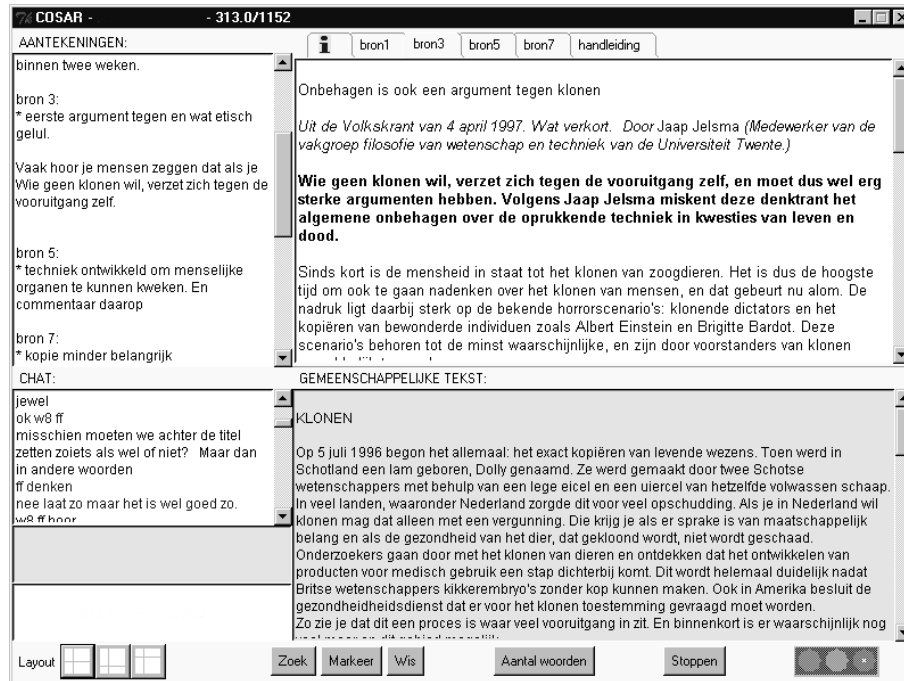 COSAR - - 313.0/1152
AANTEKENINGEN:
binnen twee weken.
bron 3:
* eerste argument tegen en wat etisch
gelul.
Vaak hoor je mensen zeggen dat als je
Wie geen klonen wil, verzet zich tegen de
vooruitgang zelf.
bron 5:
* techniek ontwikkeld om menselijke
organen te kunnen kweken. En
commentaar daarop
bron 7:
* kopie minder belangrijk
i bron1 bron3 bron5 bron7 handleiding
Onbehagen is ook een argument tegen klonen
Uit de Volkskrant van 4 april 1997. Wat verkort. Door Jaap Jelsma (Medewerker van de
vakgroep filosofie van wetenschap en techniek van de Universiteit Twente.)
Wie geen klonen wil, verzet zich tegen de vooruitgang zelf, en moet dus wel erg
sterke argumenten hebben. Volgens Jaap Jelsma miskent deze denktrant het
algemene onbehagen over de oprukkende techniek in kwesties van leven en
dood.
Sinds kort is de mensheid in staat tot het klonen van zoogdieren. Het is dus de hoogste
tijd om ook te gaan nadenken over het klonen van mensen, en dat gebeurt nu alom. De
nadruk ligt daarbij sterk op de bekende horrorscenario's: klonende dictators en het
kopiëren van bewonderde individuen zoals Albert Einstein en Brigitte Bardot. Deze
scenario's behoren tot de minst waarschijnlijke, en zijn door voorstanders van klonen
CHAT:
jewel
ok w8 ff
misschien moeten we achter de titel
zetten zoiets als wel of niet? Maar dan
in andere woorden
ff denken
nee laat zo maar het is wel goed zo.
w8 ff hoor
GEMEENSCHAPPELIJKE TEKST:
KLONEN
Op 5 juli 1996 begon het allemaal: het exact kopiëren van levende wezens. Toen werd in
Schotland een lam geboren, Dolly genaamd. Ze werd gemaakt door twee Schotse
wetenschappers met behulp van een lege eicel en een uiercel van hetzelfde volwassen schaap.
In veel landen, waaronder Nederland zorgde dit voor veel opschudding. Als je in Nederland wil
klonen mag dat alleen met een vergunning. Die krijg je als er sprake is van maatschappelijk
belang en als de gezondheid van het dier, dat gekloond wordt, niet wordt geschaad.
Onderzoekers gaan door met het klonen van dieren en ontdekken dat het ontwikkelen van
producten voor medisch gebruik een stap dichterbij komt. Dit wordt helemaal duidelijk nadat
Britse wetenschappers kikkerembryo's zonder kop kunnen maken. Ook in Amerika besluit de
gezondheidheidsdienst dat er voor het klonen toestemming gevraagd moet worden.
Zo zie je dat dit een proces is waar veel vooruitgang in zit. En binnenkort is er waarschijnlijk nog
Layout Zoek Markeer Wis Aantal woorden Stoppen